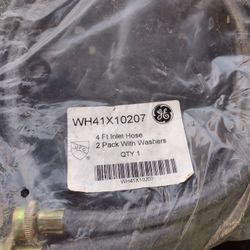 WH41X10207
4 Ft Inlet Hose
2 Pack With Washers
QTY 1
WH41X10207